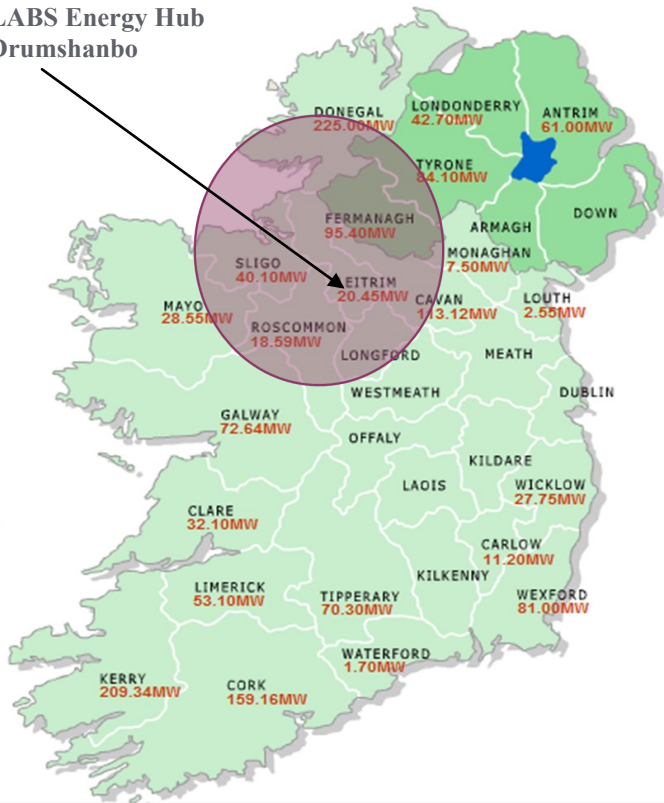 LABS Energy Hub
Drumshanbo
DONEGAL
225.00MW
LONDONDERRY
42.70MW
ANTRIM
61.00MW
TYRONE
84.10MW
FERMANAGH
95.40MW
DOWN
ARMAGH
MONAGHAN
7.50MW
SLIGO
40.10MW
EITRIM
20.45MW
CAVAN
113.12MW
LOUTH
2.55MW
MAYO
28.55MW
ROSCOMMON
18.59MW
LONGFORD
MEATH
WESTMEATH
DUBLIN
GALWAY
72.64MW
OFFALY
KILDARE
LAOIS
WICKLOW
27.75MW
CLARE
32.10MW
CARLOW
11.20MW
KILKENNY
LIMERICK
53.10MW
TIPPERARY
70.30MW
WEXFORD
81.00MW
WATERFORD
1.70MW
KERRY
209.34MW
CORK
159.16MW